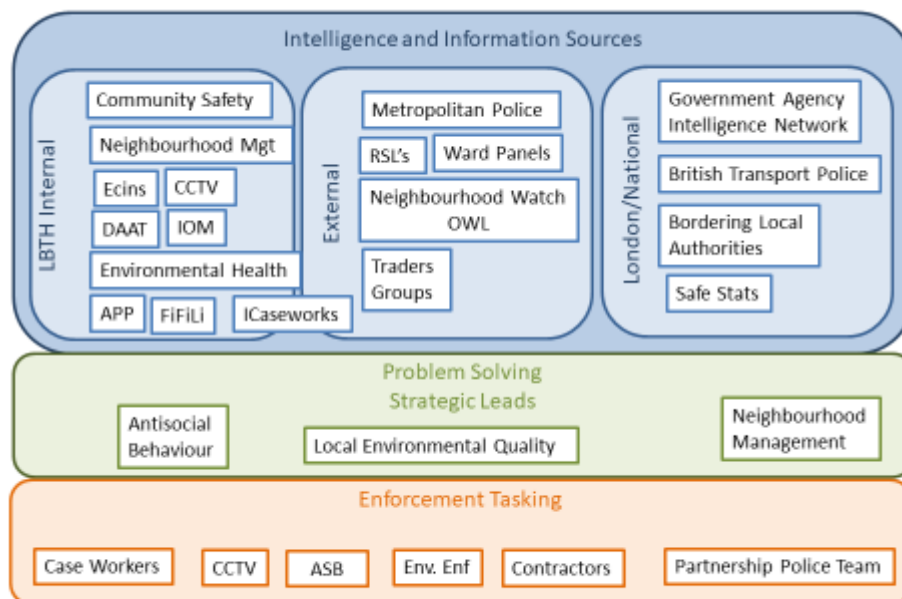 Intelligence and Information Sources
LBTH Internal
Community Safety
Neighbourhood Mgt
Ecins
CCTV
DAAT
IOM
Environmental Health
APP
FiFiLi
ICaseworks
External
Metropolitan Police
RSL's
Ward Panels
Neighbourhood Watch
OWL
Traders
Groups
London/National
Government Agency
Intelligence Network
British Transport Police
Bordering Local
Authorities
Safe Stats
Problem Solving
Strategic Leads
Antisocial
Behaviour
Local Environmental Quality
Neighbourhood
Management
Enforcement Tasking
Case Workers
CCTV
ASB
Env. Enf
Contractors
Partnership Police Team